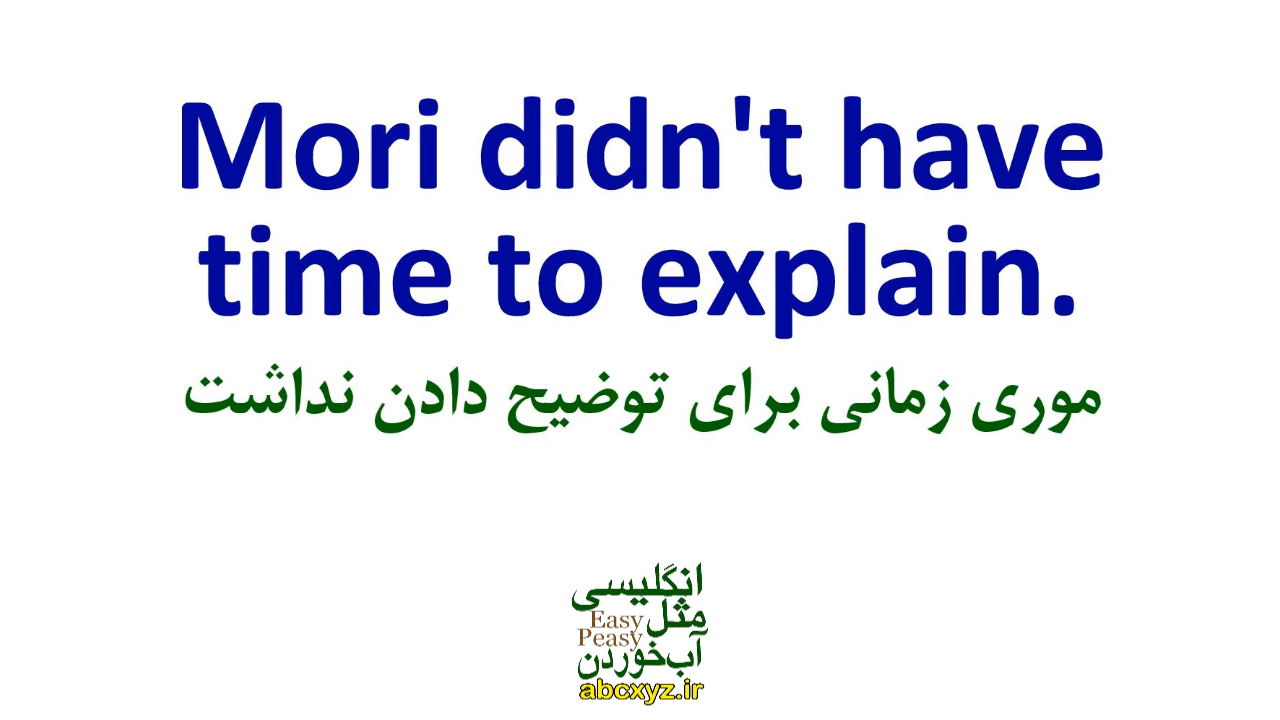 Mori didn't have
time to explain.
موری زمانی برای توضیح دادن نداشت
انگلیسی
مثل
Easy
Peasy
آب‌خوردن
abcxyz.ir